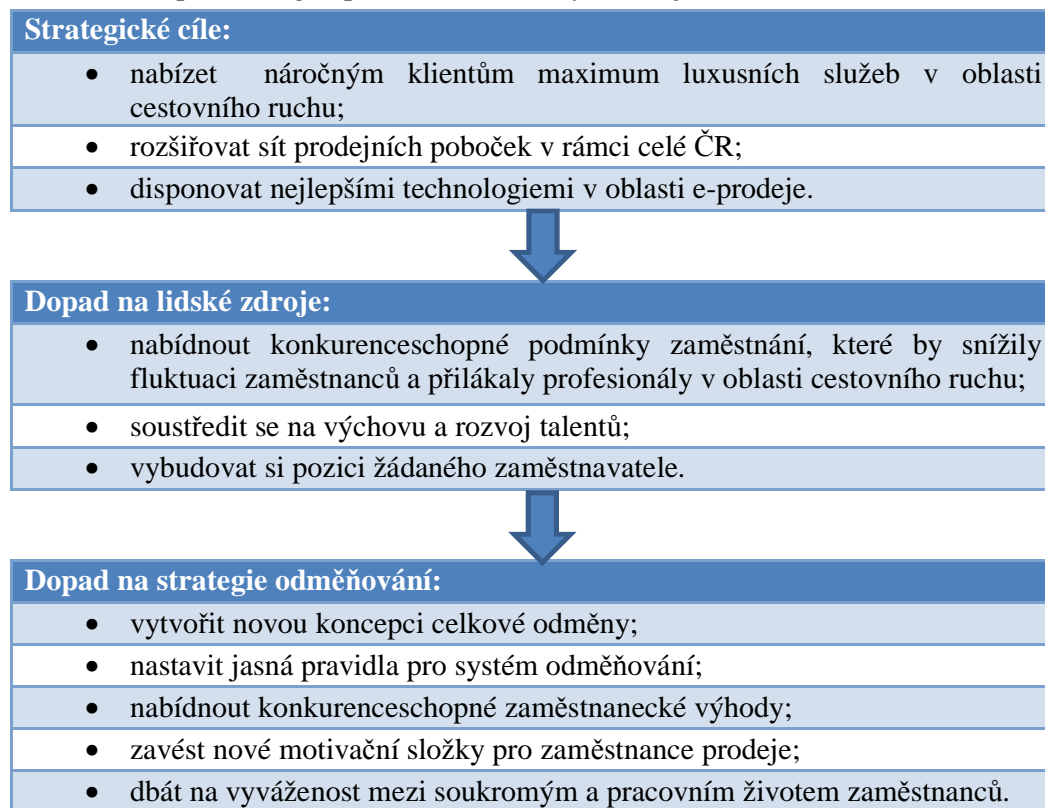 Strategické cíle:
• nabízet náročným klientům maximum luxusních služeb v oblasti
cestovního ruchu;
• rozšiřovat sít prodejních poboček v rámci celé ČR;
• disponovat nejlepšími technologiemi v oblasti e-prodeje.
Dopad na lidské zdroje:
• nabídnout konkurenceschopné podmínky zaměstnání, které by snížily
fluktuaci zaměstnanců a přilákaly profesionály v oblasti cestovního ruchu;
• soustředit se na výchovu a rozvoj talentů;
• vybudovat si pozici žádaného zaměstnavatele.
Dopad na strategie odměňování:
• vytvořit novou koncepci celkové odměny;
• nastavit jasná pravidla pro systém odměňování;
• nabídnout konkurenceschopné zaměstnanecké výhody;
• zavést nové motivační složky pro zaměstnance prodeje;
• dbát na vyváženost mezi soukromým a pracovním životem zaměstnanců.